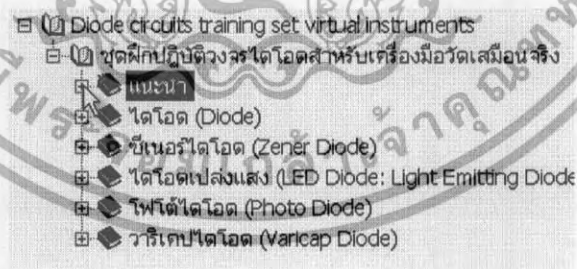 Diode circuits training set virtual instruments
ชุดฝึกปฏิบัติวงจรไดโอดสำหรับเครื่องมือวัดเสมือนจริง
แนะนำ
ไดโอด (Diode)
ซีเนอร์ไดโอด (Zener Diode)
ไดโอดเปล่งแสง (LED Diode: Light Emitting Diode
โฟโต้ไดโอด (Photo Diode)
วาริแคปไดโอด (Varicap Diode)